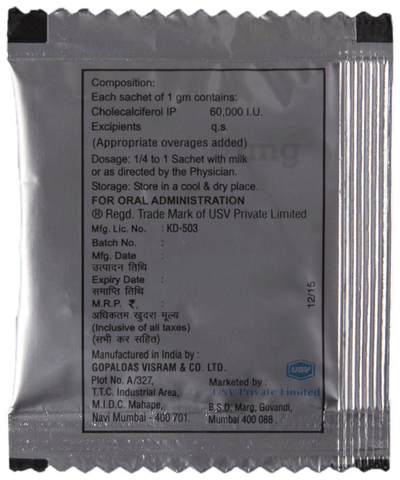 Composition:
Each sachet of 1 gm contains:
Cholecalciferol IP 60,000 I.U.
Excipients q.s.
(Appropriate overages added)
Dosage: 1/4 to 1 Sachet with milk
or as directed by the Physician.
Storage: Store in a cool & dry place.
FOR ORAL ADMINISTRATION
® Regd. Trade Mark of USV Private Limited
Mfg. Lic. No. : KD-503
Batch No. :
Mfg. Date :
उत्पादन तिथि
Expiry Date :
समाप्ति तिथि
M.R.P. ₹. :
अधिकतम खुदरा मूल्य
(Inclusive of all taxes)
(सभी कर सहित)
12/15
Manufactured in India by :
GOPALDAS VISRAM & CO. LTD.
Plot No. A/327,
T.T.C. Industrial Area,
M.I.D.C. Mahape,
Navi Mumbai - 400 701.
USV
Marketed by :
USV Private Limited
B.S.D. Marg, Govandi,
Mumbai 400 088.